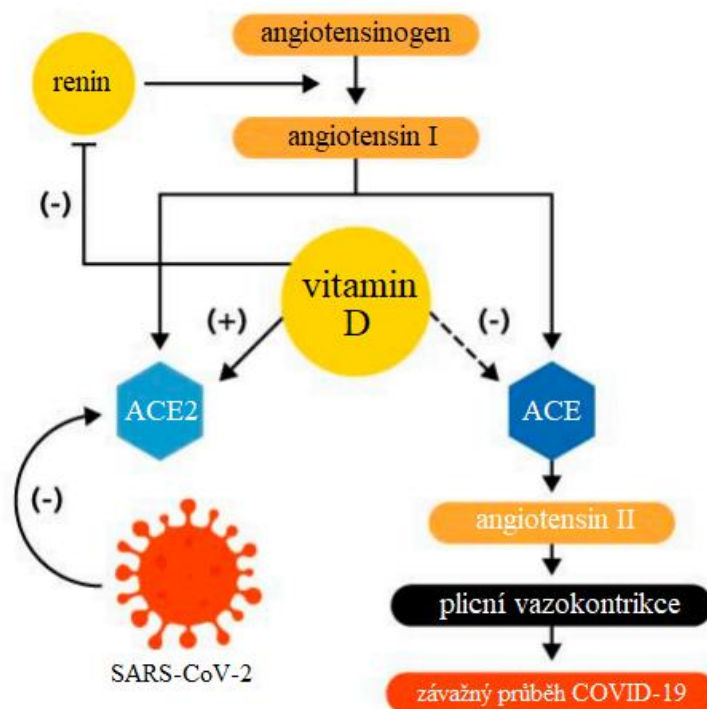 angiotensinogen
renin
angiotensin I
(-)
vitamin
D
(+)
(-)
ACE2
ACE
(-)
angiotensin II
plicní vazokontrikce
SARS-CoV-2
závažný průběh COVID-19